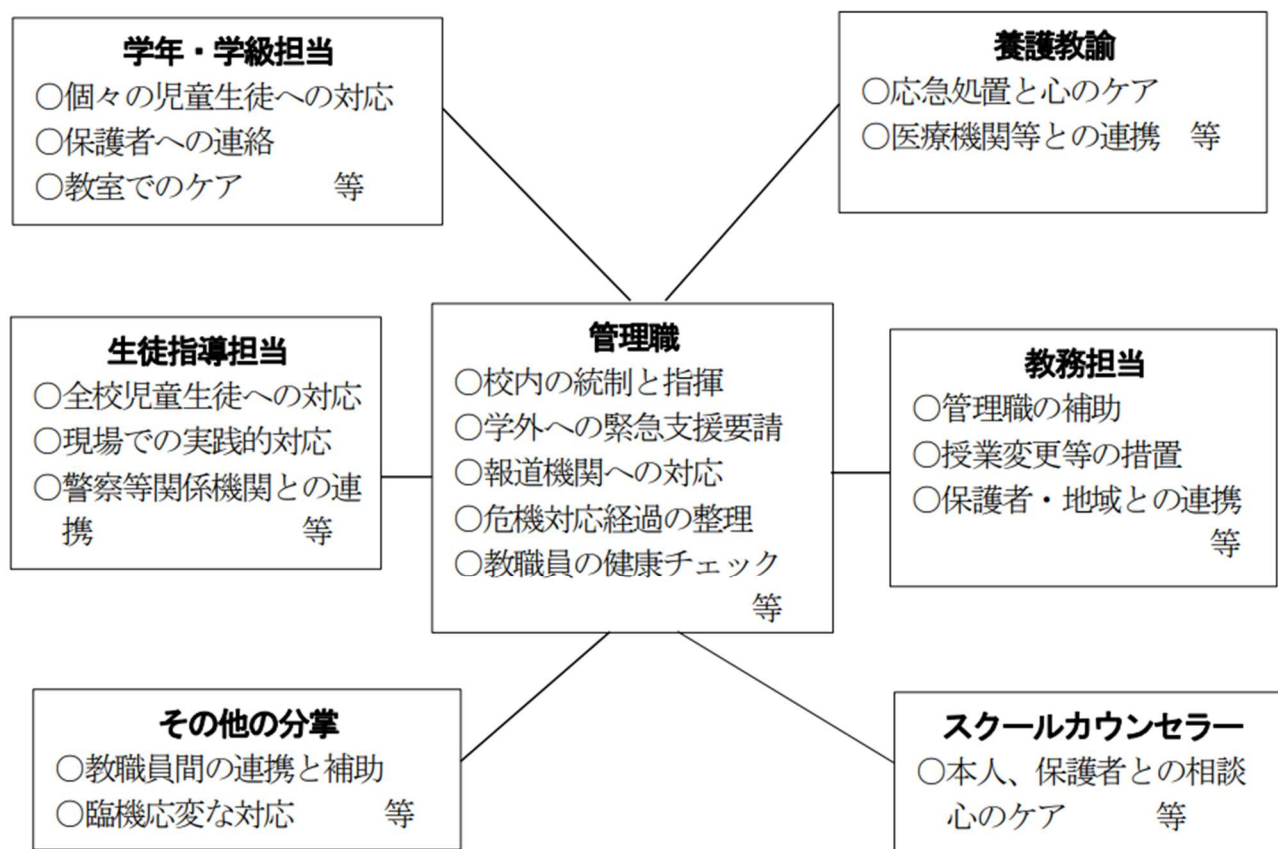 学年・学級担当
○個々の児童生徒への対応
○保護者への連絡
○教室でのケア　　　等
養護教諭
○応急処置と心のケア
○医療機関等との連携　等
生徒指導担当
○全校児童生徒への対応
○現場での実践的対応
○警察等関係機関との連
携　　　　　　　等
管理職
○校内の統制と指揮
○学外への緊急支援要請
○報道機関への対応
○危機対応経過の整理
○教職員の健康チェック
等
教務担当
○管理職の補助
○授業変更等の措置
○保護者・地域との連携
等
その他の分掌
○教職員間の連携と補助
○臨機応変な対応　　　等
スクールカウンセラー
○本人、保護者との相談
心のケア　　　等